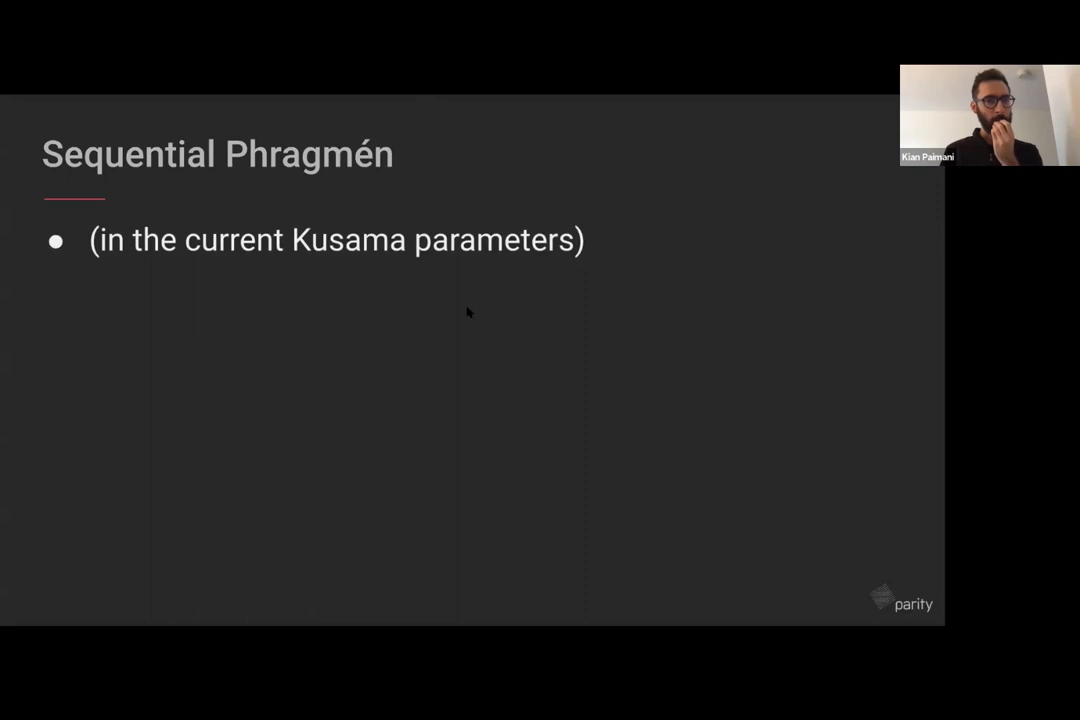 Sequential Phragmén
● (in the current Kusama parameters)
Kian Paimani
parity